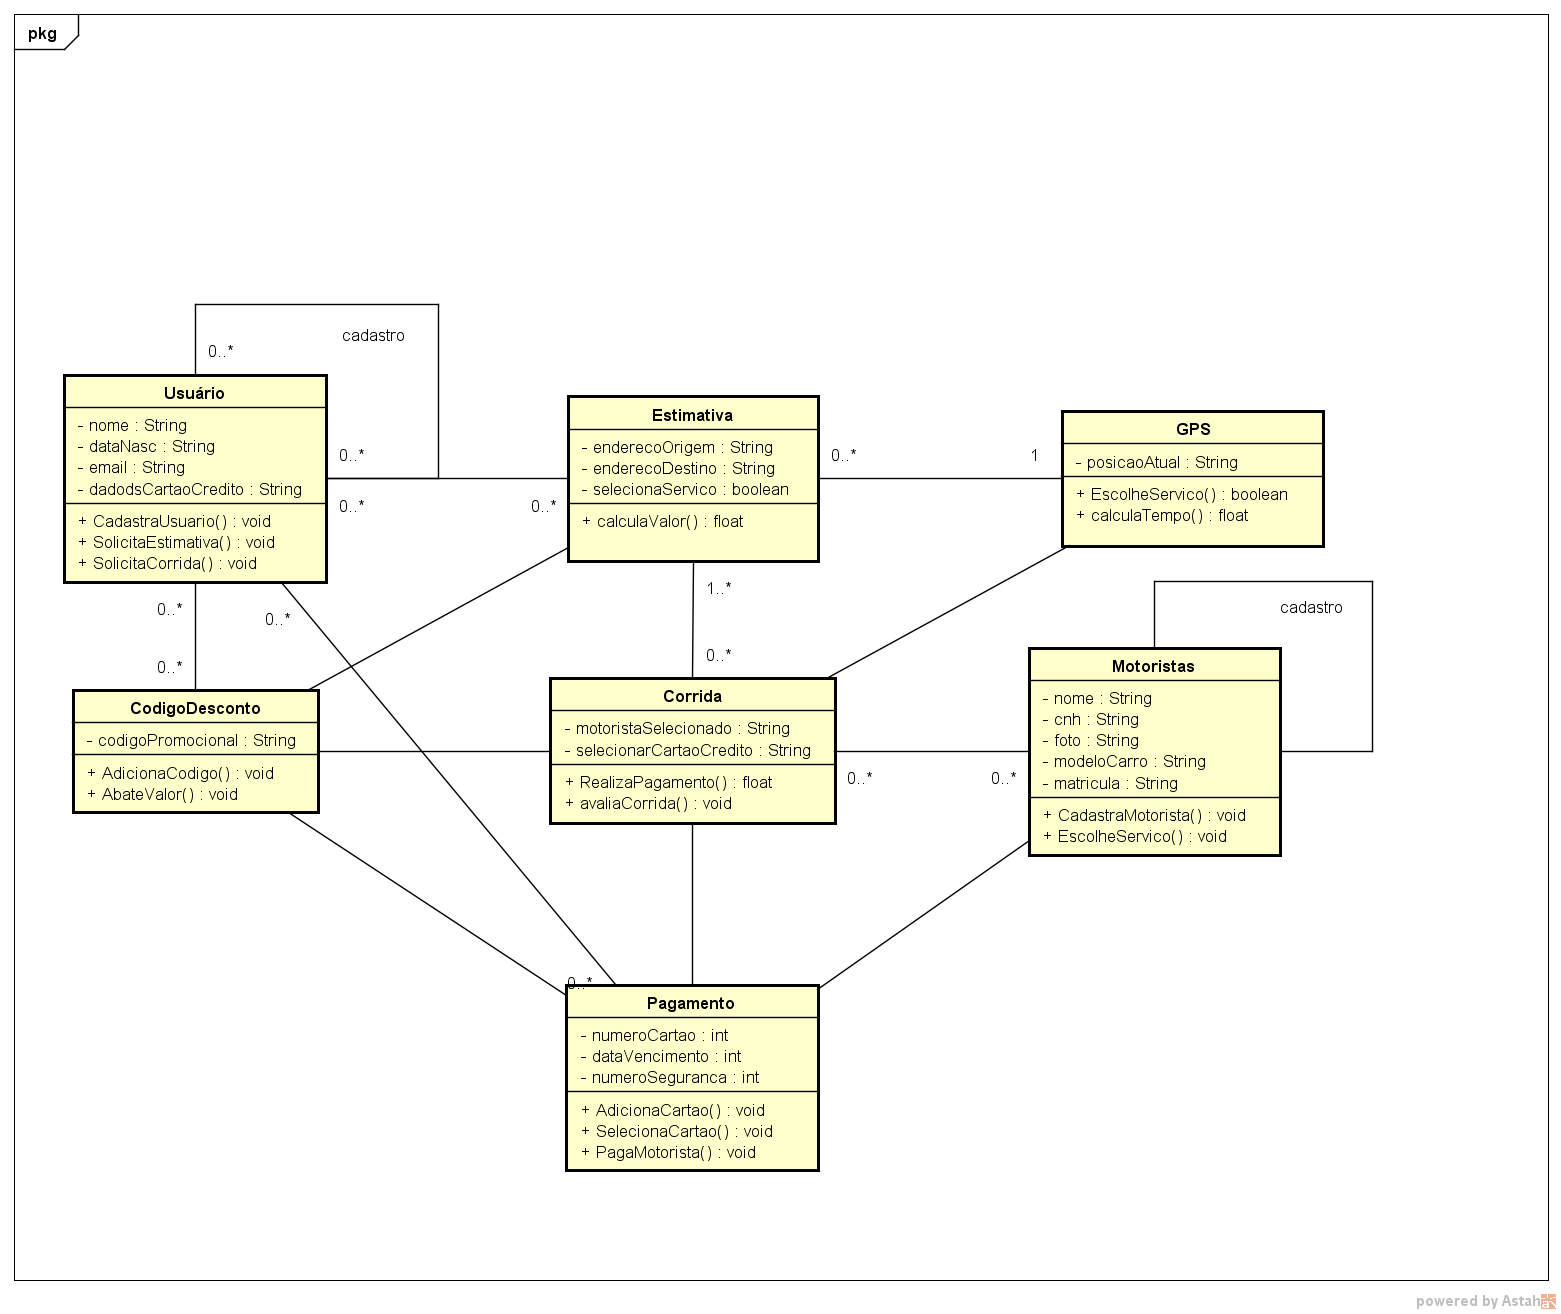 pkg
cadastro
0..*
Usuário
- nome : String
- dataNasc : String
- email : String
- dadodsCartaoCredito : String
+ CadastraUsuario() : void
+ SolicitaEstimativa() : void
+ SolicitaCorrida() : void
0..*
0..*
0..*
Estimativa
- enderecoOrigem : String
- enderecoDestino : String
- selecionaServico : boolean
+ calculaValor() : float
0..*
1
GPS
- posicaoAtual : String
+ EscolheServico() : boolean
+ calculaTempo() : float
0..*
0..*
0..*
1..*
0..*
cadastro
CodigoDesconto
- codigoPromocional : String
+ AdicionaCodigo() : void
+ AbateValor() : void
Corrida
- motoristaSelecionado : String
- selecionarCartaoCredito : String
+ RealizaPagamento() : float
+ avaliaCorrida() : void
0..*
0..*
Motoristas
- nome : String
- cnh : String
- foto : String
- modeloCarro : String
- matricula : String
+ CadastraMotorista() : void
+ EscolheServico() : void
0..*
Pagamento
- numeroCartao : int
- dataVencimento : int
- numeroSeguranca : int
+ AdicionaCartao() : void
+ SelecionaCartao() : void
+ PagaMotorista() : void
powered by Astah